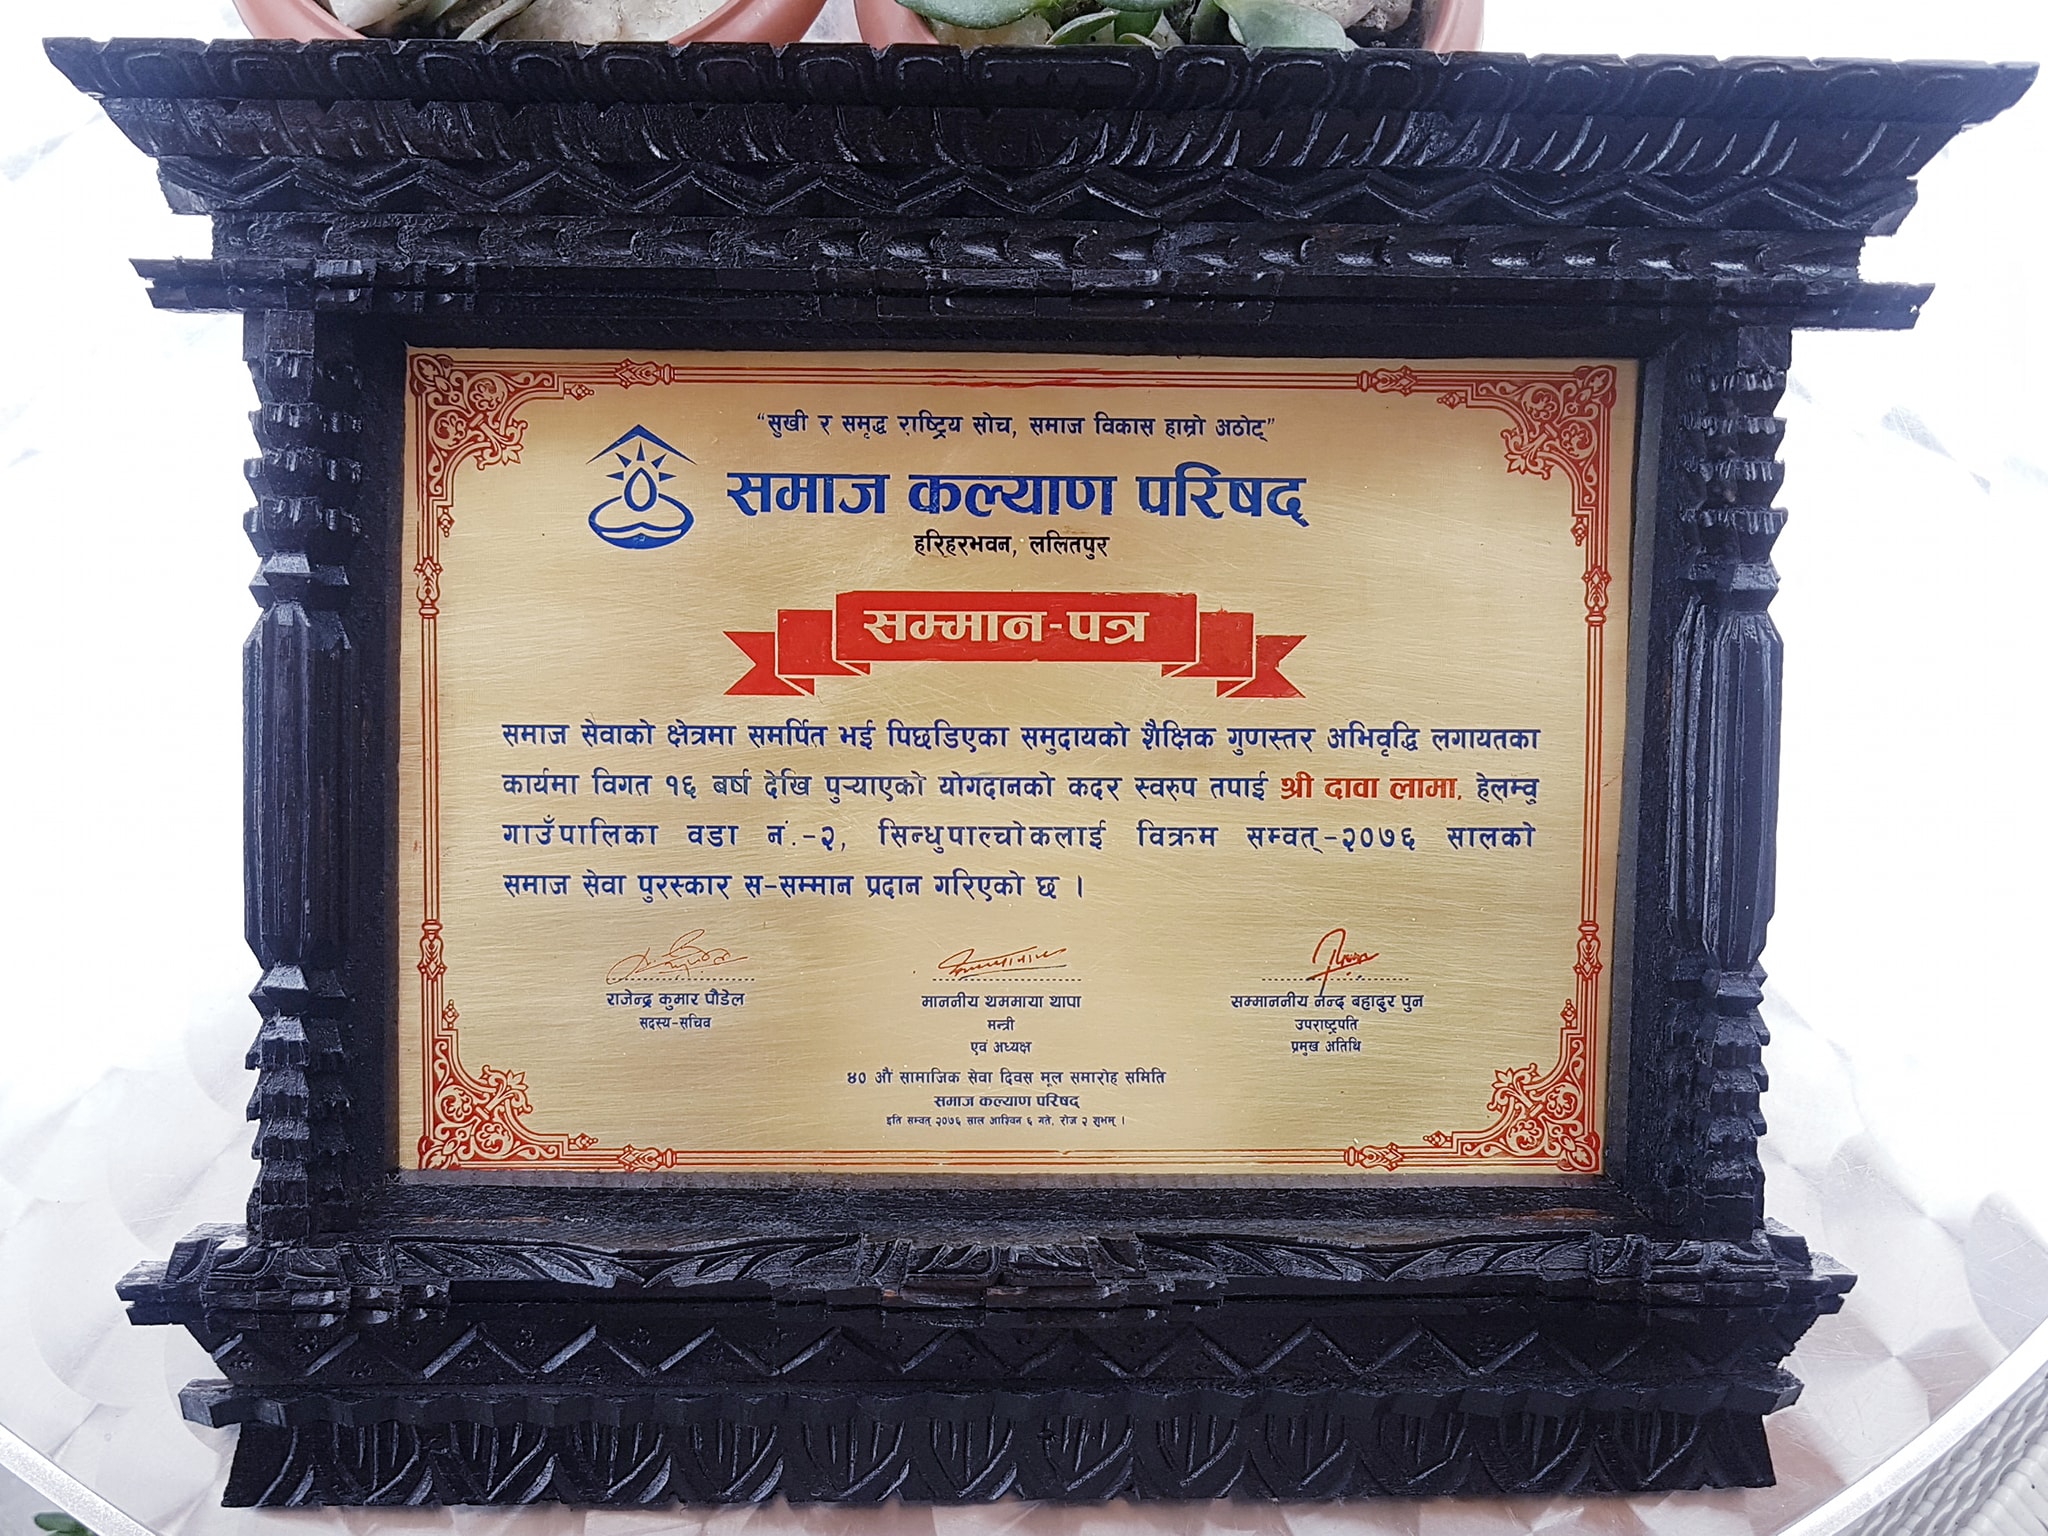 “सुखी र समृद्ध राष्ट्रिय सोच, समाज विकास हाम्रो अठोट्”
समाज कल्याण परिषद्
हरिहरभवन, ललितपुर
सम्मान-पत्र
समाज सेवाको क्षेत्रमा समर्पित भई पिछडिएका समुदायको शैक्षिक गुणस्तर अभिवृद्धि लगायतका
कार्यमा विगत १६ बर्ष देखि पुर्‍याएको योगदानको कदर स्वरुप तपाई श्री दावा लामा, हेलम्वु
गाउँपालिका वडा नं.-२, सिन्धुपाल्चोकलाई विक्रम सम्वत्-२०७६ सालको
समाज सेवा पुरस्कार स-सम्मान प्रदान गरिएको छ ।
राजेन्द्र कुमार पौडेल माननीय थममाया थापा सम्माननीय नन्द बहादुर पुन
सदस्य-सचिव मन्त्री उपराष्ट्रपति
एवं अध्यक्ष प्रमुख अतिथि
४० औं सामाजिक सेवा दिवस मूल समारोह समिति
समाज कल्याण परिषद्
इति सम्वत् २०७६ साल आश्विन ६ गते, रोज २ शुभम् ।